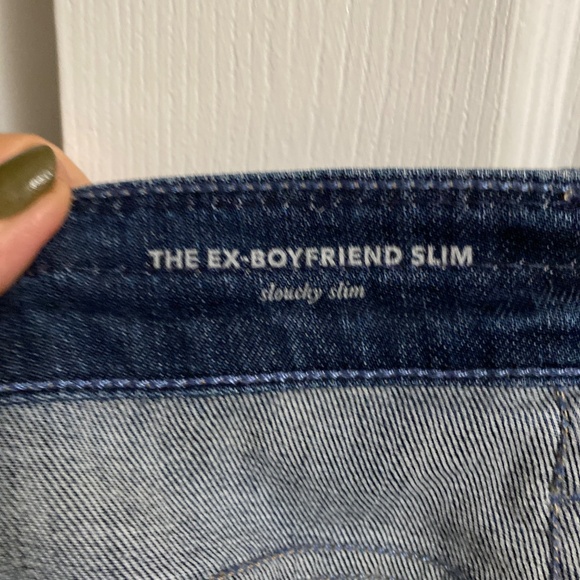 THE EX-BOYFRIEND SLIM
slouchy slim